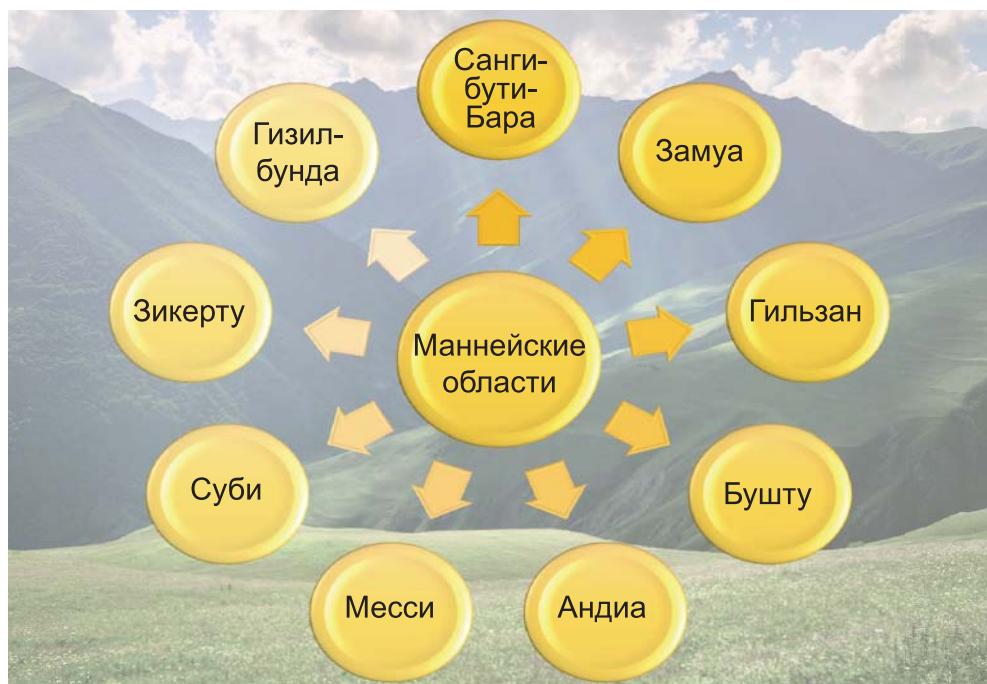 Санги-
бути-
Бара
Замуа
Гильзан
Бушту
Андиа
Месси
Суби
Зикерту
Гизил-
бунда
Маннейские
области